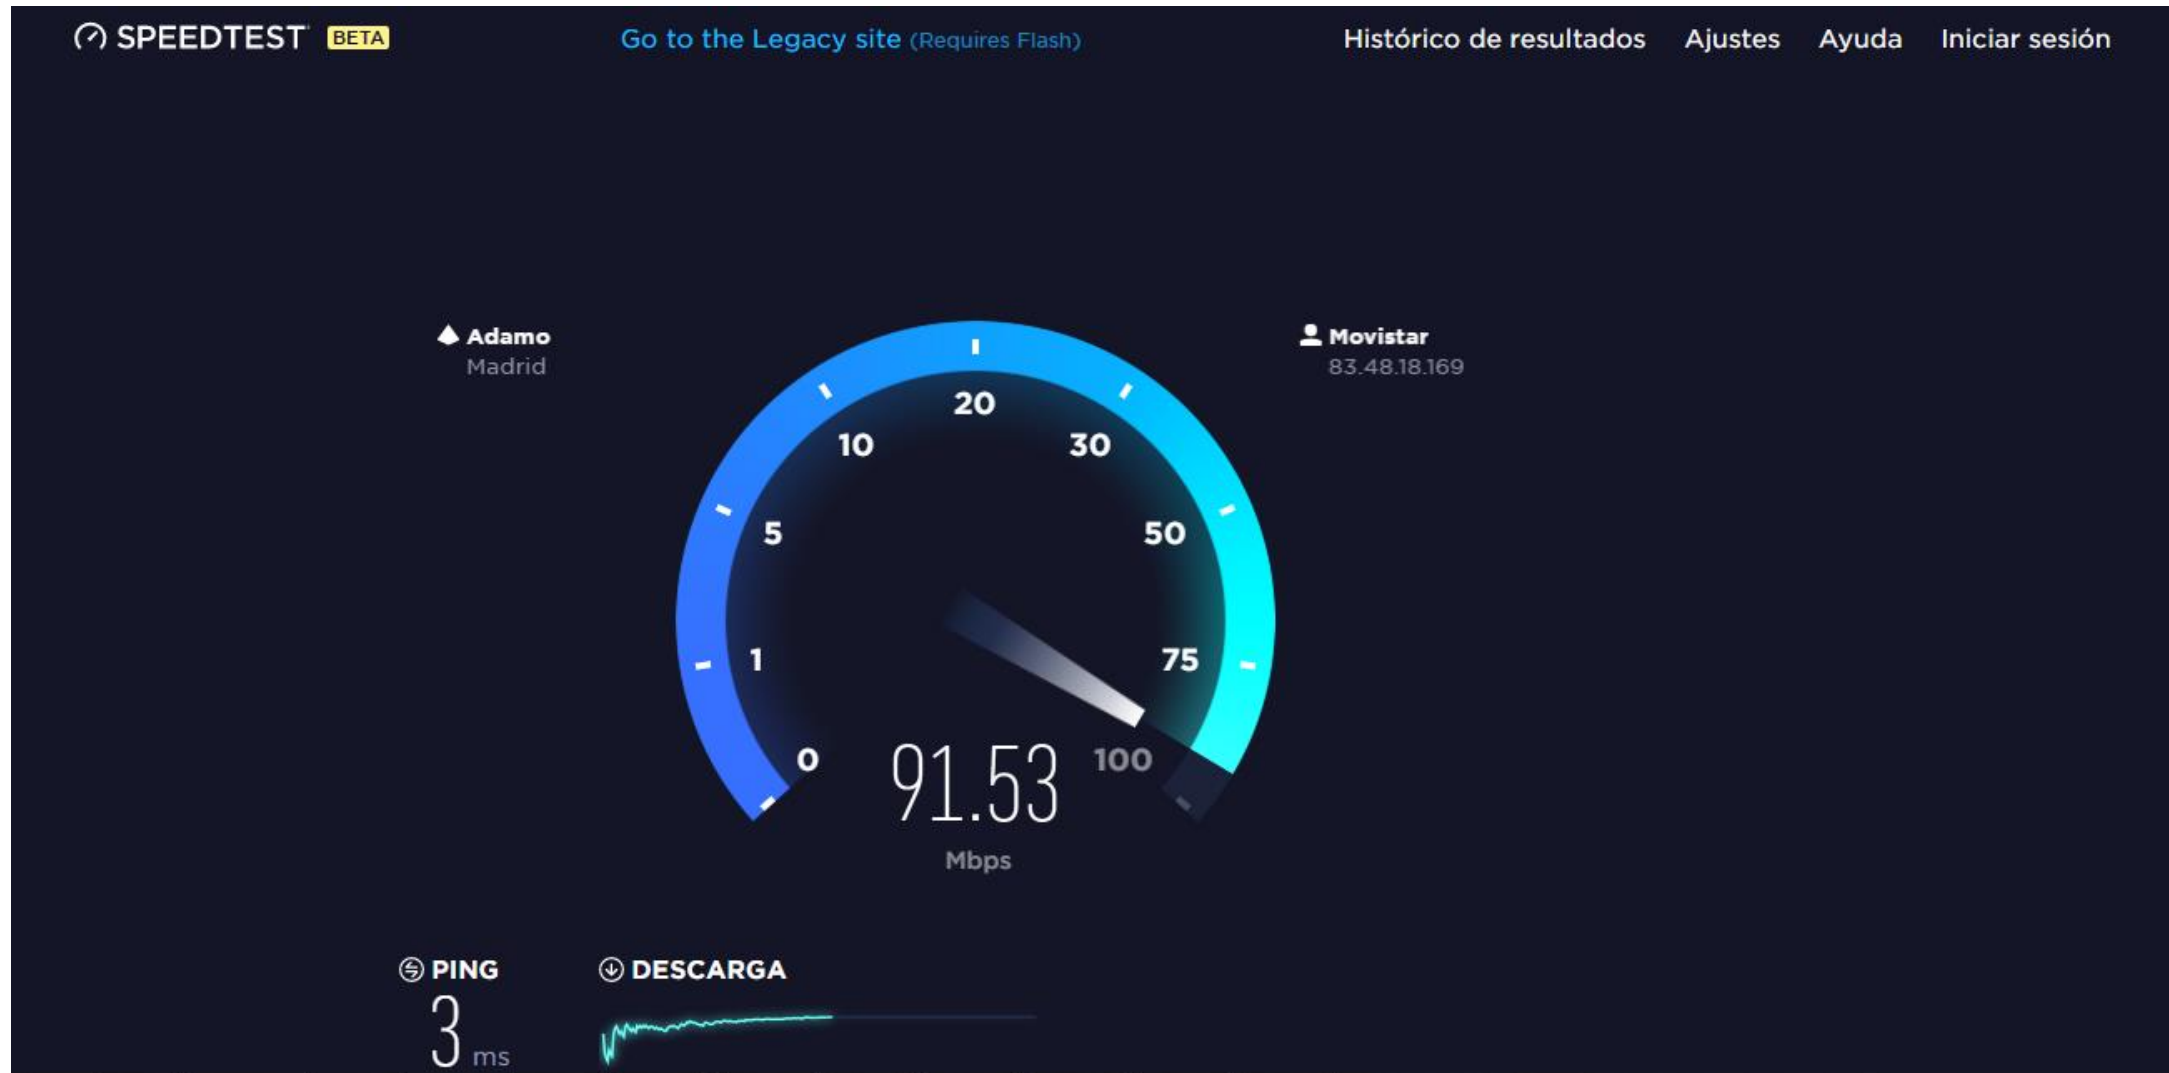 SPEEDTEST BETA
Go to the Legacy site (Requires Flash)
Histórico de resultados Ajustes Ayuda Iniciar sesión
Adamo
Madrid
Movistar
83.48.18.169
0
1
5
10
20
30
50
75
100
91.53
Mbps
PING
3 ms
DESCARGA